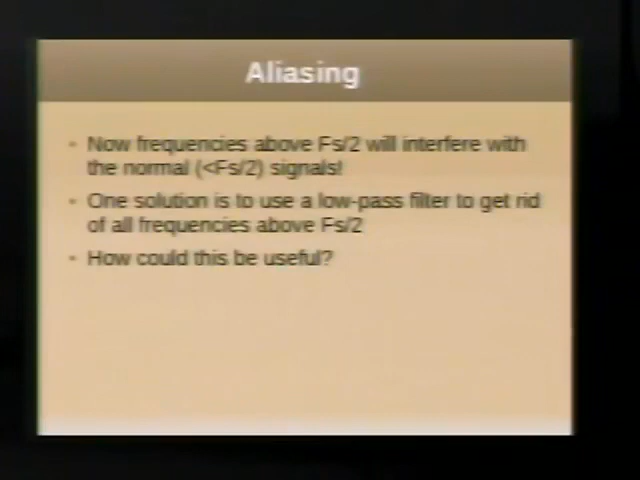 Aliasing
Now frequencies above Fs/2 will interfere with
the normal (<Fs/2) signals!
One solution is to use a low-pass filter to get rid
of all frequencies above Fs/2
How could this be useful?